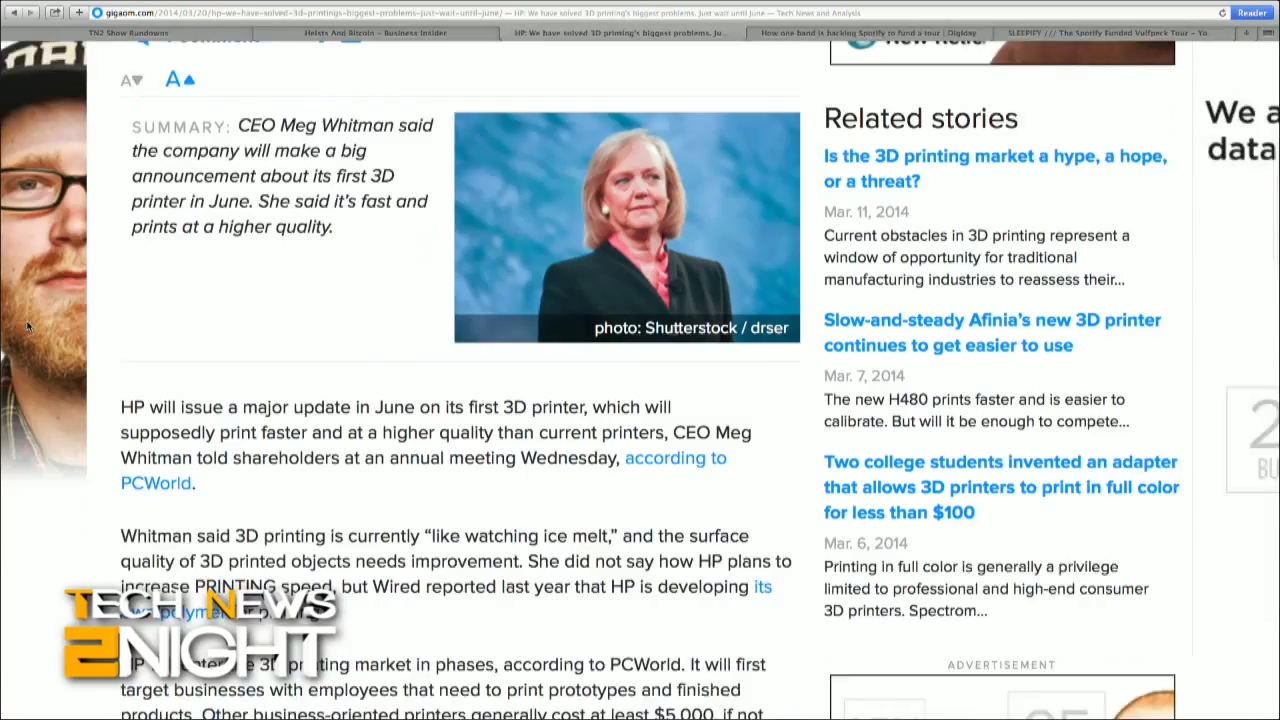 gigaom.com/2014/03/20/hp-we-have-solved-3d-printings-biggest-problems-just-wait-until-june/ — HP: We have solved 3D printing's biggest problems. Just wait until June — Tech News and Analysis
Reader
TN2 Show Rundowns
Heists And Bitcoin – Business Insider
HP: We have solved 3D printing's biggest problems. Ju...
How one band is hacking Spotify to fund a tour | Digiday
SLEEPIFY /// The Spotify Funded Vulfpeck Tour – Yo
A▼ A▲
SUMMARY: CEO Meg Whitman said
the company will make a big
announcement about its first 3D
printer in June. She said it's fast and
prints at a higher quality.
photo: Shutterstock / drser
HP will issue a major update in June on its first 3D printer, which will
supposedly print faster and at a higher quality than current printers, CEO Meg
Whitman told shareholders at an annual meeting Wednesday, according to
PCWorld.
Whitman said 3D printing is currently “like watching ice melt,” and the surface
quality of 3D printed objects needs improvement. She did not say how HP plans to
increase PRINTING speed, but Wired reported last year that HP is developing its
polymer
market in phases, according to PCWorld. It will first
target businesses with employees that need to print prototypes and finished
products. Other business-oriented printers generally cost at least $5,000, if not
TECH NEWS
2NIGHT
Related stories
Is the 3D printing market a hype, a hope,
or a threat?
Mar. 11, 2014
Current obstacles in 3D printing represent a
window of opportunity for traditional
manufacturing industries to reassess their...
Slow-and-steady Afinia's new 3D printer
continues to get easier to use
Mar. 7, 2014
The new H480 prints faster and is easier to
calibrate. But will it be enough to compete...
Two college students invented an adapter
that allows 3D printers to print in full color
for less than $100
Mar. 6, 2014
Printing in full color is generally a privilege
limited to professional and high-end consumer
3D printers. Spectrom...
ADVERTISEMENT
We a
data
2
BU